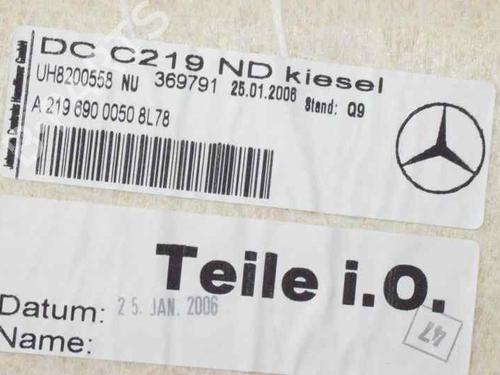 DC C219 ND kiesel
UH8200558 NU 369791 25.01.2006 Stand: Q9
A 219 690 0050 8L78
Teile i.O.
Datum: 25. JAN. 2006
47
Name: